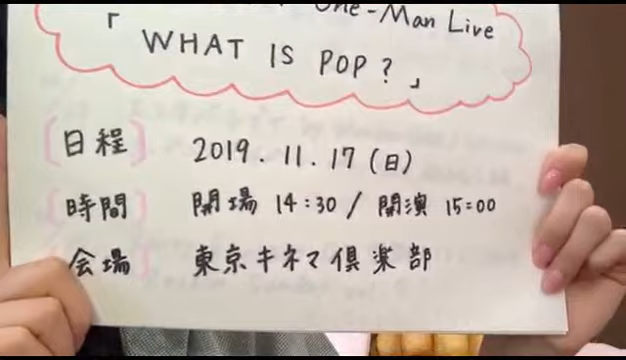 「 One-Man Live
WHAT IS POP? 」
[日程] 2019.11.17(日)
[時間] 開場 14:30 / 開演 15:00
[会場] 東京キネマ倶楽部